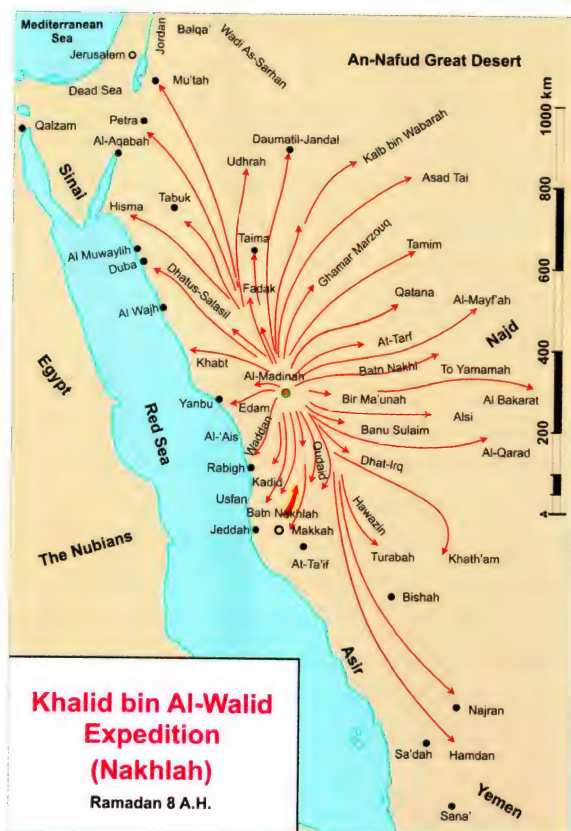 Mediterranean
Sea
Jordan
Balqa'
Wadi As-Sarhan
Jerusalem
An-Nafud Great Desert
Dead Sea
Mu'tah
Petra
Qalzam
Al-Aqabah
Daumatil-Jandal
Kalb bin Wabarah
Udhrah
Asad Tai
Sinai
Hisma
Tabuk
Taima
Ghamar Marzouq
Tamim
Al Muwaylih
Duba
Dhatus-Salasil
Fadak
Qatana
Al-Mayf'ah
Al Wajh
Najd
At-Tarf
Egypt
Khabt
Al-Madinah
Batn Nakhl
To Yamamah
Yanbu
Edam
Bir Ma'unah
Al Bakarat
Red Sea
Al-'Ais
Waddan
Banu Sulaim
Alsi
Qudaid
Al-Qarad
Rabigh
Kadid
Dhat-Irq
Usfan
Batn Nakhlah
Hawazin
Jeddah
Makkah
The Nubians
At-Ta'if
Turabah
Khath'am
Bishah
Asir
Najran
Sa'dah
Hamdan
Yemen
Sana'
1000 km
800
600
400
200
Khalid bin Al-Walid
Expedition
(Nakhlah)
Ramadan 8 A.H.